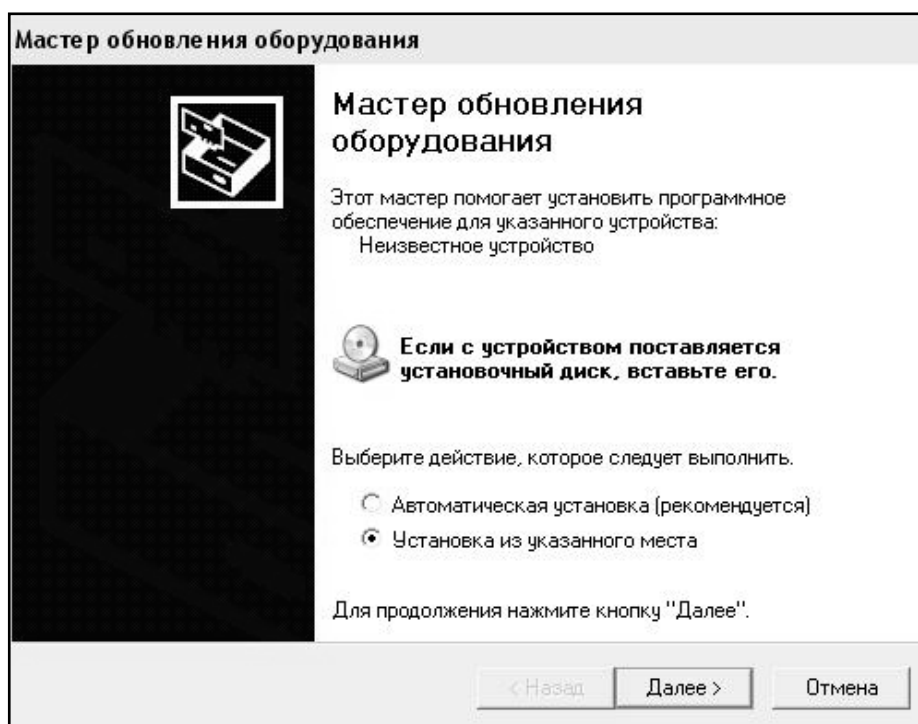 Мастер обновления оборудования
Мастер обновления
оборудования
Этот мастер помогает установить программное
обеспечение для указанного устройства:
Неизвестное устройство
Если с устройством поставляется
установочный диск, вставьте его.
Выберите действие, которое следует выполнить.
Автоматическая установка (рекомендуется)
Установка из указанного места
Для продолжения нажмите кнопку "Далее".
< Назад Далее > Отмена